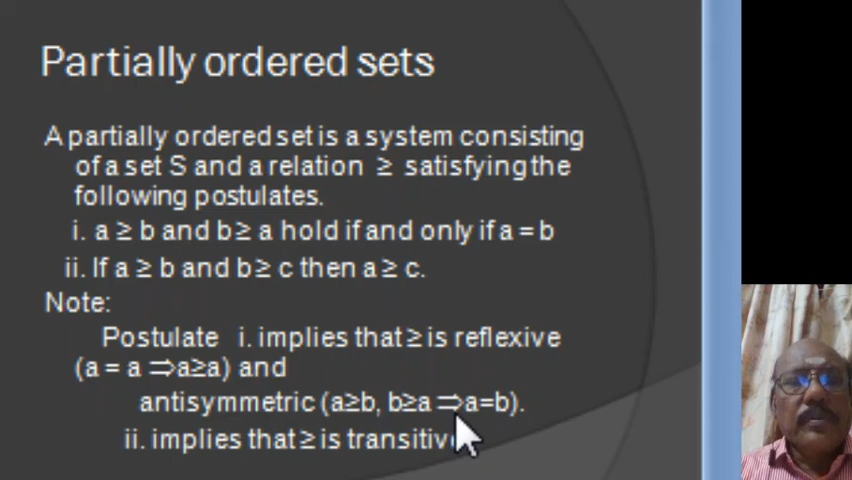 Partially ordered sets
A partially ordered set is a system consisting
of a set S and a relation ≥ satisfying the
following postulates.
i. a ≥ b and b≥ a hold if and only if a = b
ii. If a ≥ b and b≥ c then a ≥ c.
Note:
Postulate i. implies that ≥ is reflexive
(a = a ⇒a≥a) and
antisymmetric (a≥b, b≥a ⇒a=b).
ii. implies that ≥ is transitive